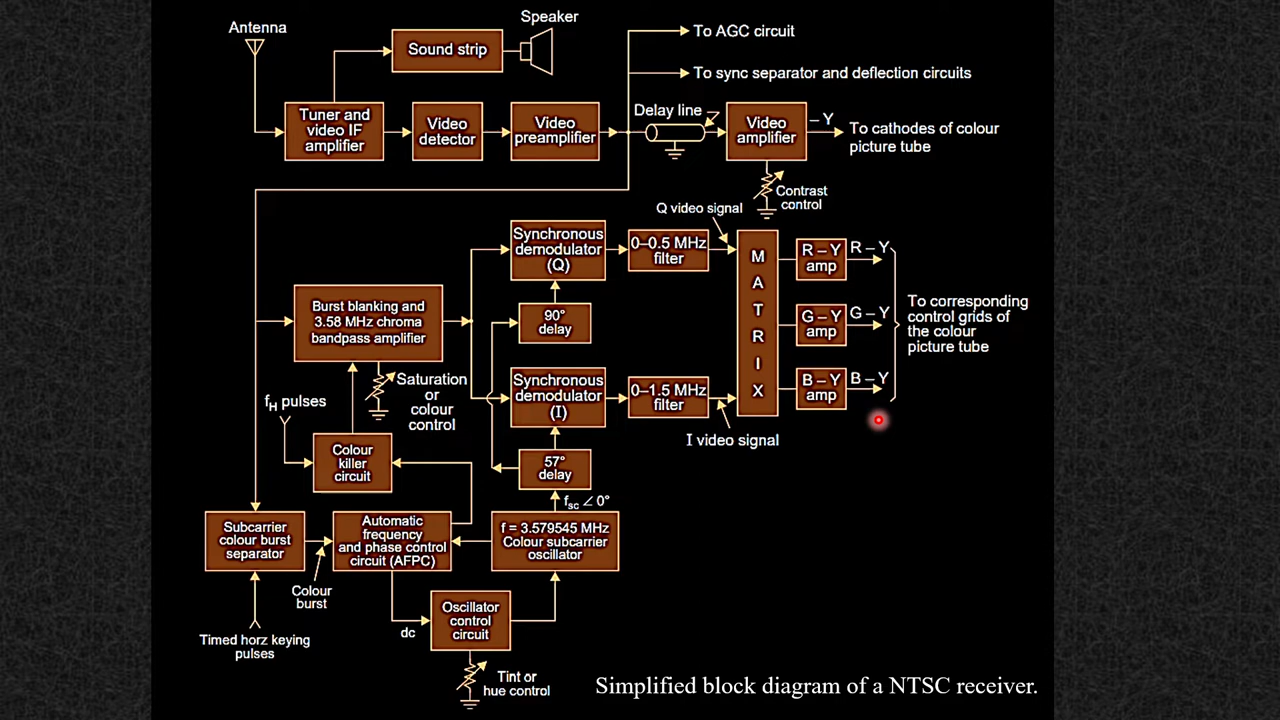 Antenna
Speaker
Sound strip
To AGC circuit
To sync separator and deflection circuits
Tuner and
video IF
amplifier
Video
detector
Video
preamplifier
Delay line
Video
amplifier
– Y
To cathodes of colour
picture tube
Contrast
control
Q video signal
Synchronous
demodulator
(Q)
0–0.5 MHz
filter
M
A
T
R
I
X
R – Y
amp
R – Y
G – Y
amp
G – Y
B – Y
amp
B – Y
To corresponding
control grids of
the colour
picture tube
Burst blanking and
3.58 MHz chroma
bandpass amplifier
90°
delay
Saturation
or
colour
control
Synchronous
demodulator
(I)
0–1.5 MHz
filter
I video signal
fH pulses
Colour
killer
circuit
57°
delay
fsc ∠ 0°
Subcarrier
colour burst
separator
Automatic
frequency
and phase control
circuit (AFPC)
f = 3.579545 MHz
Colour subcarrier
oscillator
Colour
burst
Timed horz keying
pulses
dc
Oscillator
control
circuit
Tint or
hue control
Simplified block diagram of a NTSC receiver.